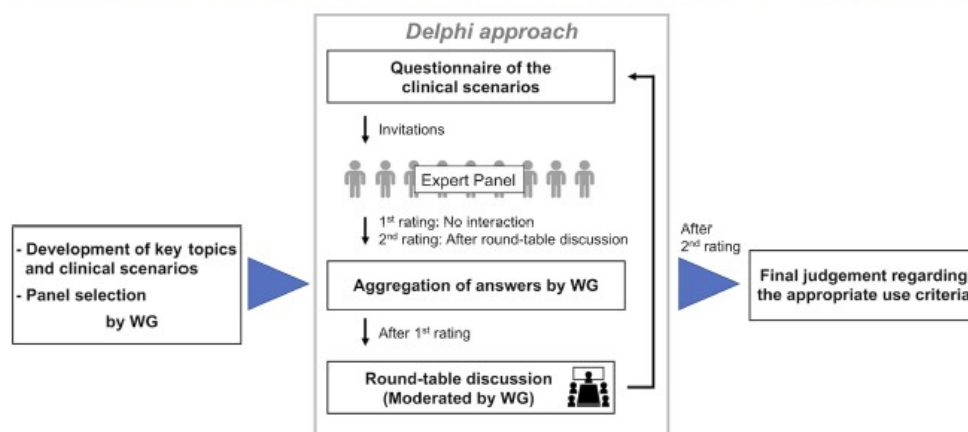 Delphi approach
Questionnaire of the
clinical scenarios
Invitations
Expert Panel
1st rating: No interaction
2nd rating: After round-table discussion
- Development of key topics
and clinical scenarios
- Panel selection
by WG
Aggregation of answers by WG
After
2nd rating
Final judgement regarding
the appropriate use criteria
After 1st rating
Round-table discussion
(Moderated by WG)